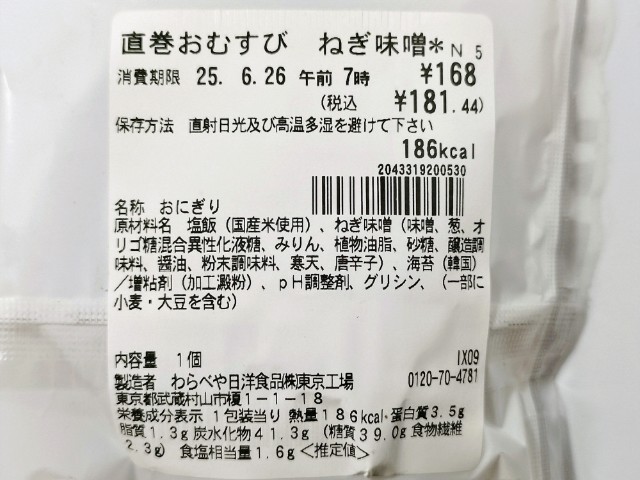 直巻おむすび ねぎ味噌* N 5
消費期限 25. 6.26 午前 7時 ¥168
(税込 ¥181.44)
保存方法 直射日光及び高温多湿を避けて下さい
186kcal
2043319200530
名称 おにぎり
原材料名 塩飯(国産米使用)、ねぎ味噌(味噌、葱、オ
リゴ糖混合異性化液糖、みりん、植物油脂、砂糖、醸造調
味料、醤油、粉末調味料、寒天、唐辛子)、海苔(韓国)
/増粘剤(加工澱粉)、pH調整剤、グリシン、(一部に
小麦・大豆を含む)
内容量 1個 IX09
製造者 わらべや日洋食品㈱東京工場 0120-70-4781
東京都武蔵村山市榎1-1-18
栄養成分表示 1包装当り 熱量186kcal・蛋白質3.5g
脂質1.3g 炭水化物41.3g (糖質39.0g 食物繊維
2.3g) 食塩相当量1.6g <推定値>